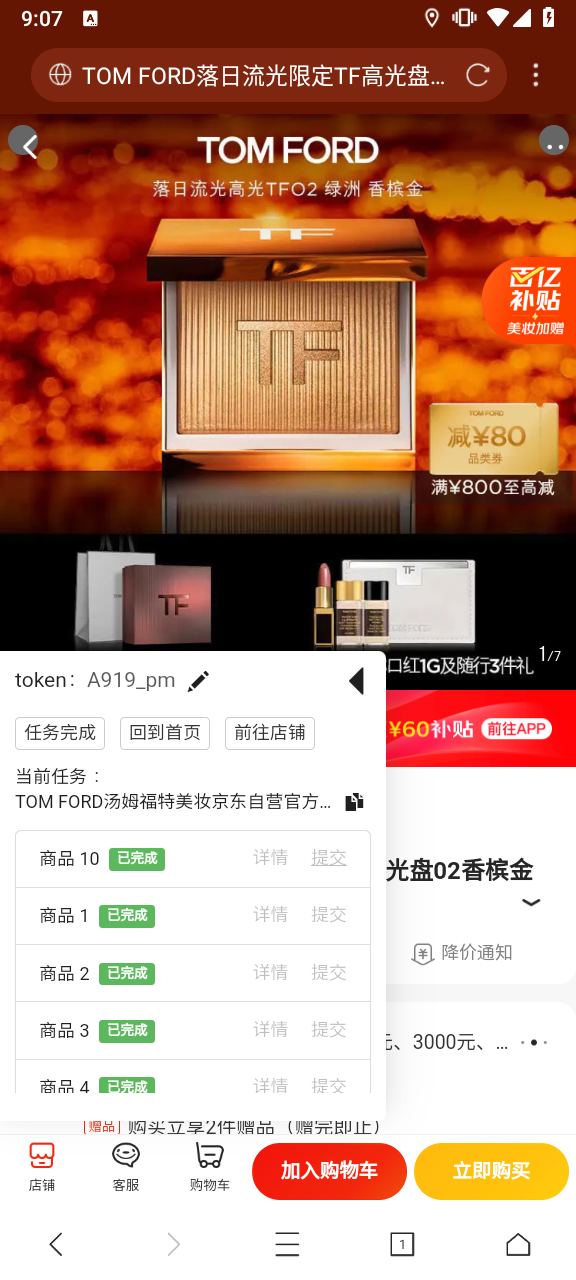 9:07
A
TOM FORD落日流光限定TF高光盘...
TOM FORD
落日流光高光TF02 绿洲 香槟金
TF
百亿
补贴
美妆加赠
TF
TOM FORD
减¥80
品类券
满¥800至高减
TF
TF
口红1G及随行3件礼
1/7
token: A919_pm
¥60补贴 前往APP
任务完成 回到首页 前往店铺
当前任务：
TOM FORD汤姆福特美妆京东自营官方...
商品 10 已完成 详情 提交
光盘02香槟金
商品 1 已完成 详情 提交
降价通知
商品 2 已完成 详情 提交
商品 3 已完成 详情 提交
元、3000元、...
商品 4 已完成 详情 提交
赠品 购买立享2件赠品（赠完即止）
店铺 客服 购物车 加入购物车 立即购买
1